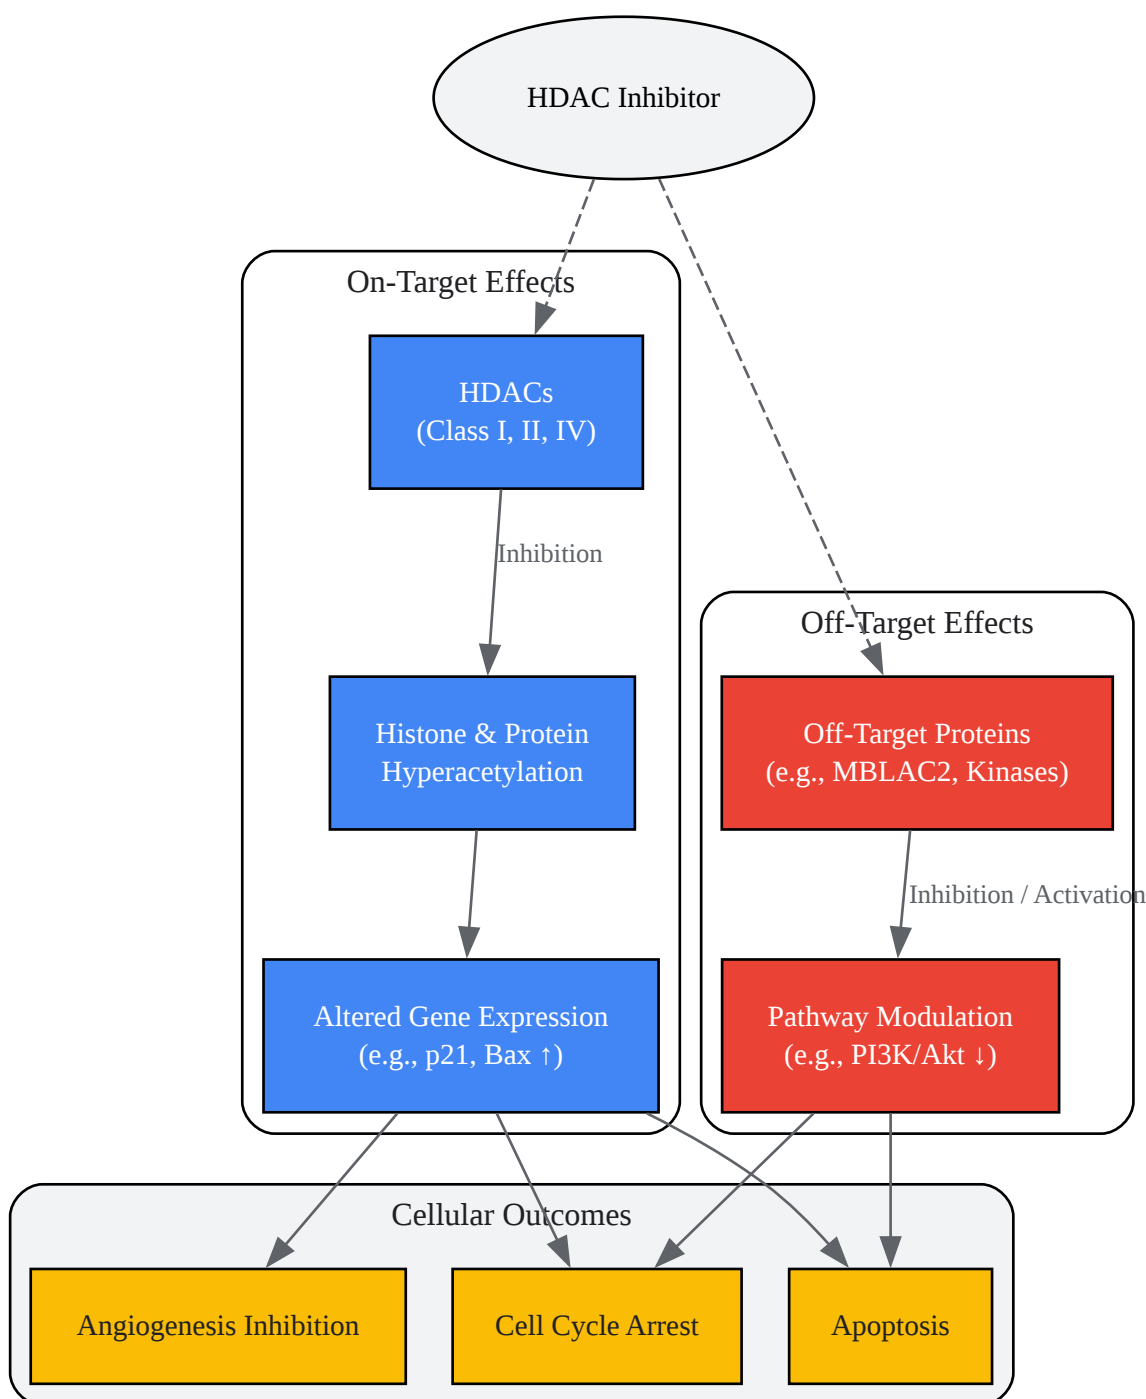 HDAC Inhibitor
On-Target Effects
HDACs
(Class I, II, IV)
Inhibition
Histone & Protein
Hyperacetylation
Altered Gene Expression
(e.g., p21, Bax ↑)
Off-Target Effects
Off-Target Proteins
(e.g., MBLAC2, Kinases)
Inhibition / Activation
Pathway Modulation
(e.g., PI3K/Akt ↓)
Cellular Outcomes
Angiogenesis Inhibition
Cell Cycle Arrest
Apoptosis